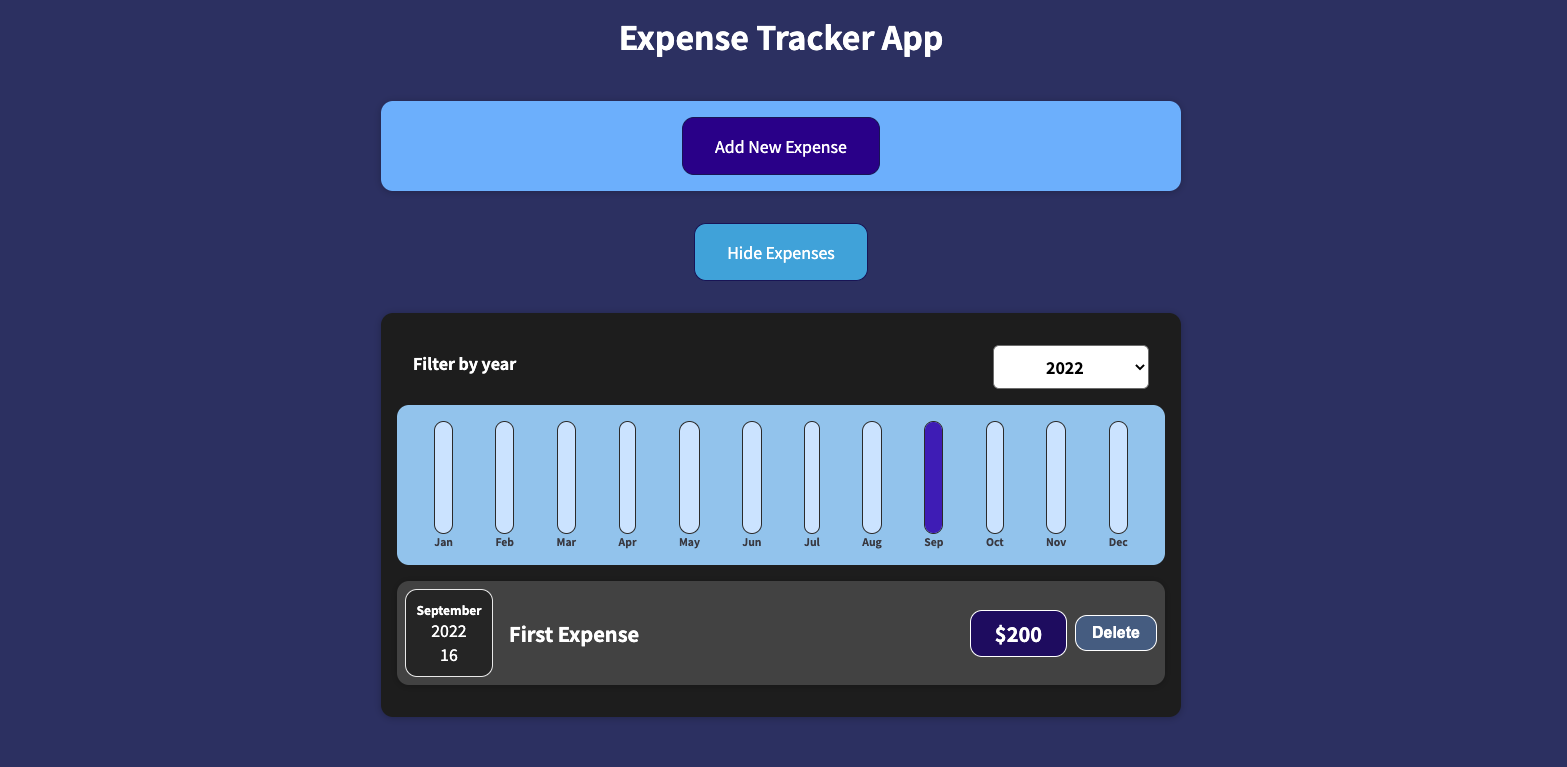 Expense Tracker App
Add New Expense
Hide Expenses
Filter by year
2022
Jan Feb Mar Apr May Jun Jul Aug Sep Oct Nov Dec
September
2022
16
First Expense
$200
Delete